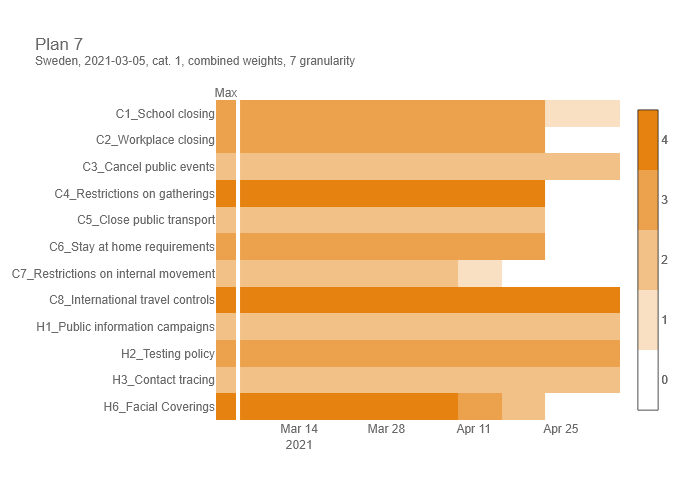 Plan 7
Sweden, 2021-03-05, cat. 1, combined weights, 7 granularity
Max
C1_School closing
C2_Workplace closing
C3_Cancel public events
C4_Restrictions on gatherings
C5_Close public transport
C6_Stay at home requirements
C7_Restrictions on internal movement
C8_International travel controls
H1_Public information campaigns
H2_Testing policy
H3_Contact tracing
H6_Facial Coverings
Mar 14 Mar 28 Apr 11 Apr 25
2021
4
3
2
1
0